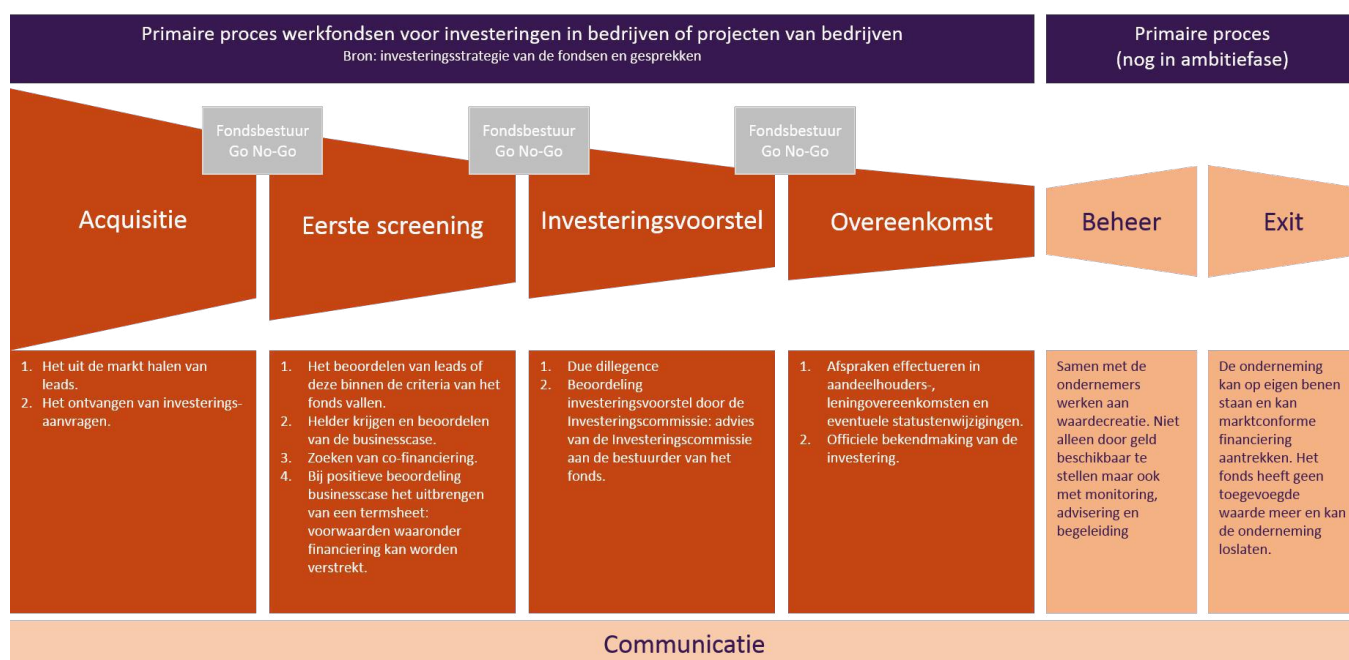 Primaire proces werkfondsen voor investeringen in bedrijven of projecten van bedrijven
Bron: investeringsstrategie van de fondsen en gesprekken
Primaire proces
(nog in ambitiefase)
Fondsbestuur
Go No-Go
Fondsbestuur
Go No-Go
Fondsbestuur
Go No-Go
Acquisitie
Eerste screening
Investeringsvoorstel
Overeenkomst
Beheer
Exit
1. Het uit de markt halen van
leads.
2. Het ontvangen van investerings-
aanvragen.
1. Het beoordelen van leads of
deze binnen de criteria van het
fonds vallen.
2. Helder krijgen en beoordelen
van de businesscase.
3. Zoeken van co-financiering.
4. Bij positieve beoordeling
businesscase het uitbrengen
van een termsheet:
voorwaarden waaronder
financiering kan worden
verstrekt.
1. Due dillegence
2. Beoordeling
investeringsvoorstel door de
Investeringscommissie: advies
van de Investeringscommissie
aan de bestuurder van het
fonds.
1. Afspraken effectueren in
aandeelhouders-,
leningovereenkomsten en
eventuele statustenwijzigingen.
2. Officiele bekendmaking van de
investering.
Samen met de
ondernemers
werken aan
waardecreatie. Niet
alleen door geld
beschikbaar te
stellen maar ook
met monitoring,
advisering en
begeleiding
De onderneming
kan op eigen benen
staan en kan
marktconforme
financiering
aantrekken. Het
fonds heeft geen
toegevoegde
waarde meer en kan
de onderneming
loslaten.
Communicatie